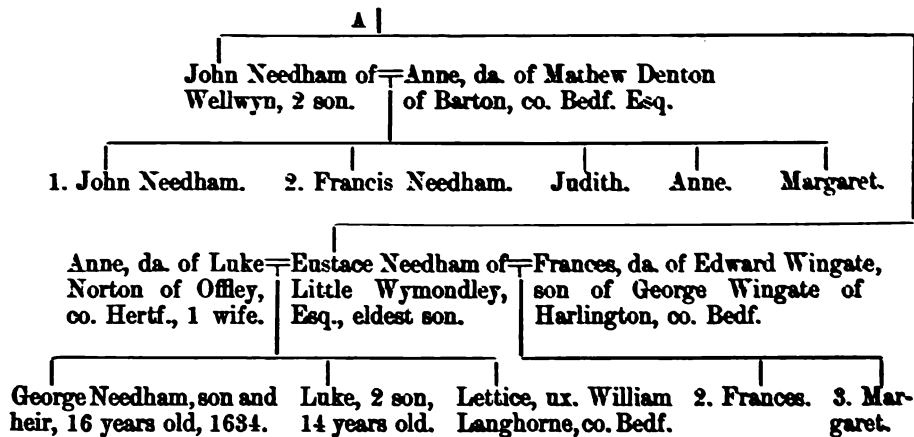 A
John Needham of Anne, da. of Mathew Denton
Wellwyn, 2 son. of Barton, co. Bedf. Esq.
1. John Needham. 2. Francis Needham. Judith. Anne. Margaret.
Anne, da. of Luke Eustace Needham of Frances, da. of Edward Wingate,
Norton of Offley, Little Wymondley, son of George Wingate of
co. Hertf., 1 wife. Esq., eldest son. Harlington, co. Bedf.
George Needham, son and Luke, 2 son, Lettice, ux. William 2. Frances. 3. Mar-
heir, 16 years old, 1634. 14 years old. Langhorne, co. Bedf. garet.